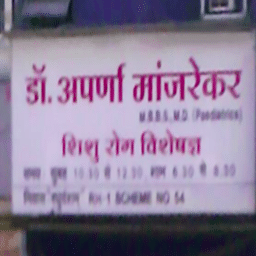 डॉ. अपर्णा मांजरेकर
M.B.B.S., M.D. (Paediatrics)
शिशु रोग विशेषज्ञ
समय : सुबह 10.30 से 12.30 शाम 6.30 से 8.30
निवास RH-1 SCHEME NO 54